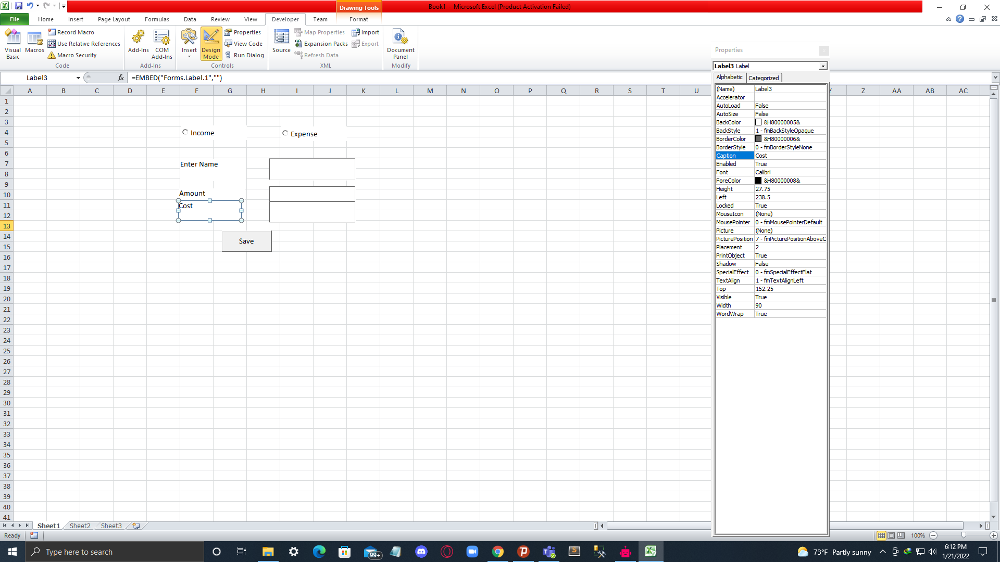 Drawing Tools
Book1 - Microsoft Excel (Product Activation Failed)
File Home Insert Page Layout Formulas Data Review View Developer Team Format
Visual Basic
Macros
Record Macro
Use Relative References
Macro Security
Code
Add-Ins
COM Add-Ins
Add-Ins
Insert
Design Mode
Properties
View Code
Run Dialog
Controls
Source
Map Properties
Expansion Packs
Refresh Data
Import
Export
XML
Document Panel
Modify
Label3
fx
=EMBED("Forms.Label.1","")
A B C D E F G H I J K L M N O P Q R S T U Y Z AA AB AC
1
2
3
4
5
6
7
8
9
10
11
12
13
14
15
16
17
18
19
20
21
22
23
24
25
26
27
28
29
30
31
32
33
34
35
36
37
38
39
40
41
Income
Expense
Enter Name
Amount
Cost
Save
Properties
Label3 Label
Alphabetic Categorized
(Name) Label3
Accelerator
AutoLoad False
AutoSize False
BackColor &H80000005&
BackStyle 1 - fmBackStyleOpaque
BorderColor &H80000006&
BorderStyle 0 - fmBorderStyleNone
Caption Cost
Enabled True
Font Calibri
ForeColor &H80000008&
Height 27.75
Left 238.5
Locked True
MouseIcon (None)
MousePointer 0 - fmMousePointerDefault
Picture (None)
PicturePosition 7 - fmPicturePositionAboveC
Placement 2
PrintObject True
Shadow False
SpecialEffect 0 - fmSpecialEffectFlat
TextAlign 1 - fmTextAlignLeft
Top 152.25
Visible True
Width 90
WordWrap True
Sheet1 Sheet2 Sheet3
Ready
100%
Type here to search
99+
73°F Partly sunny
6:12 PM
1/21/2022